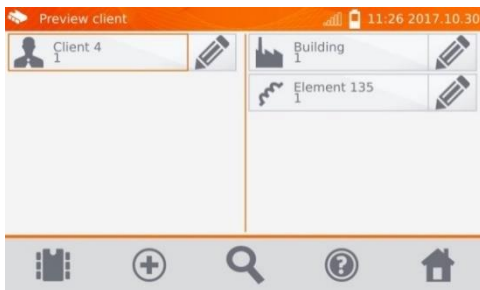 Preview client
11:26 2017.10.30
Client 4
1
Building
1
Element 135
1